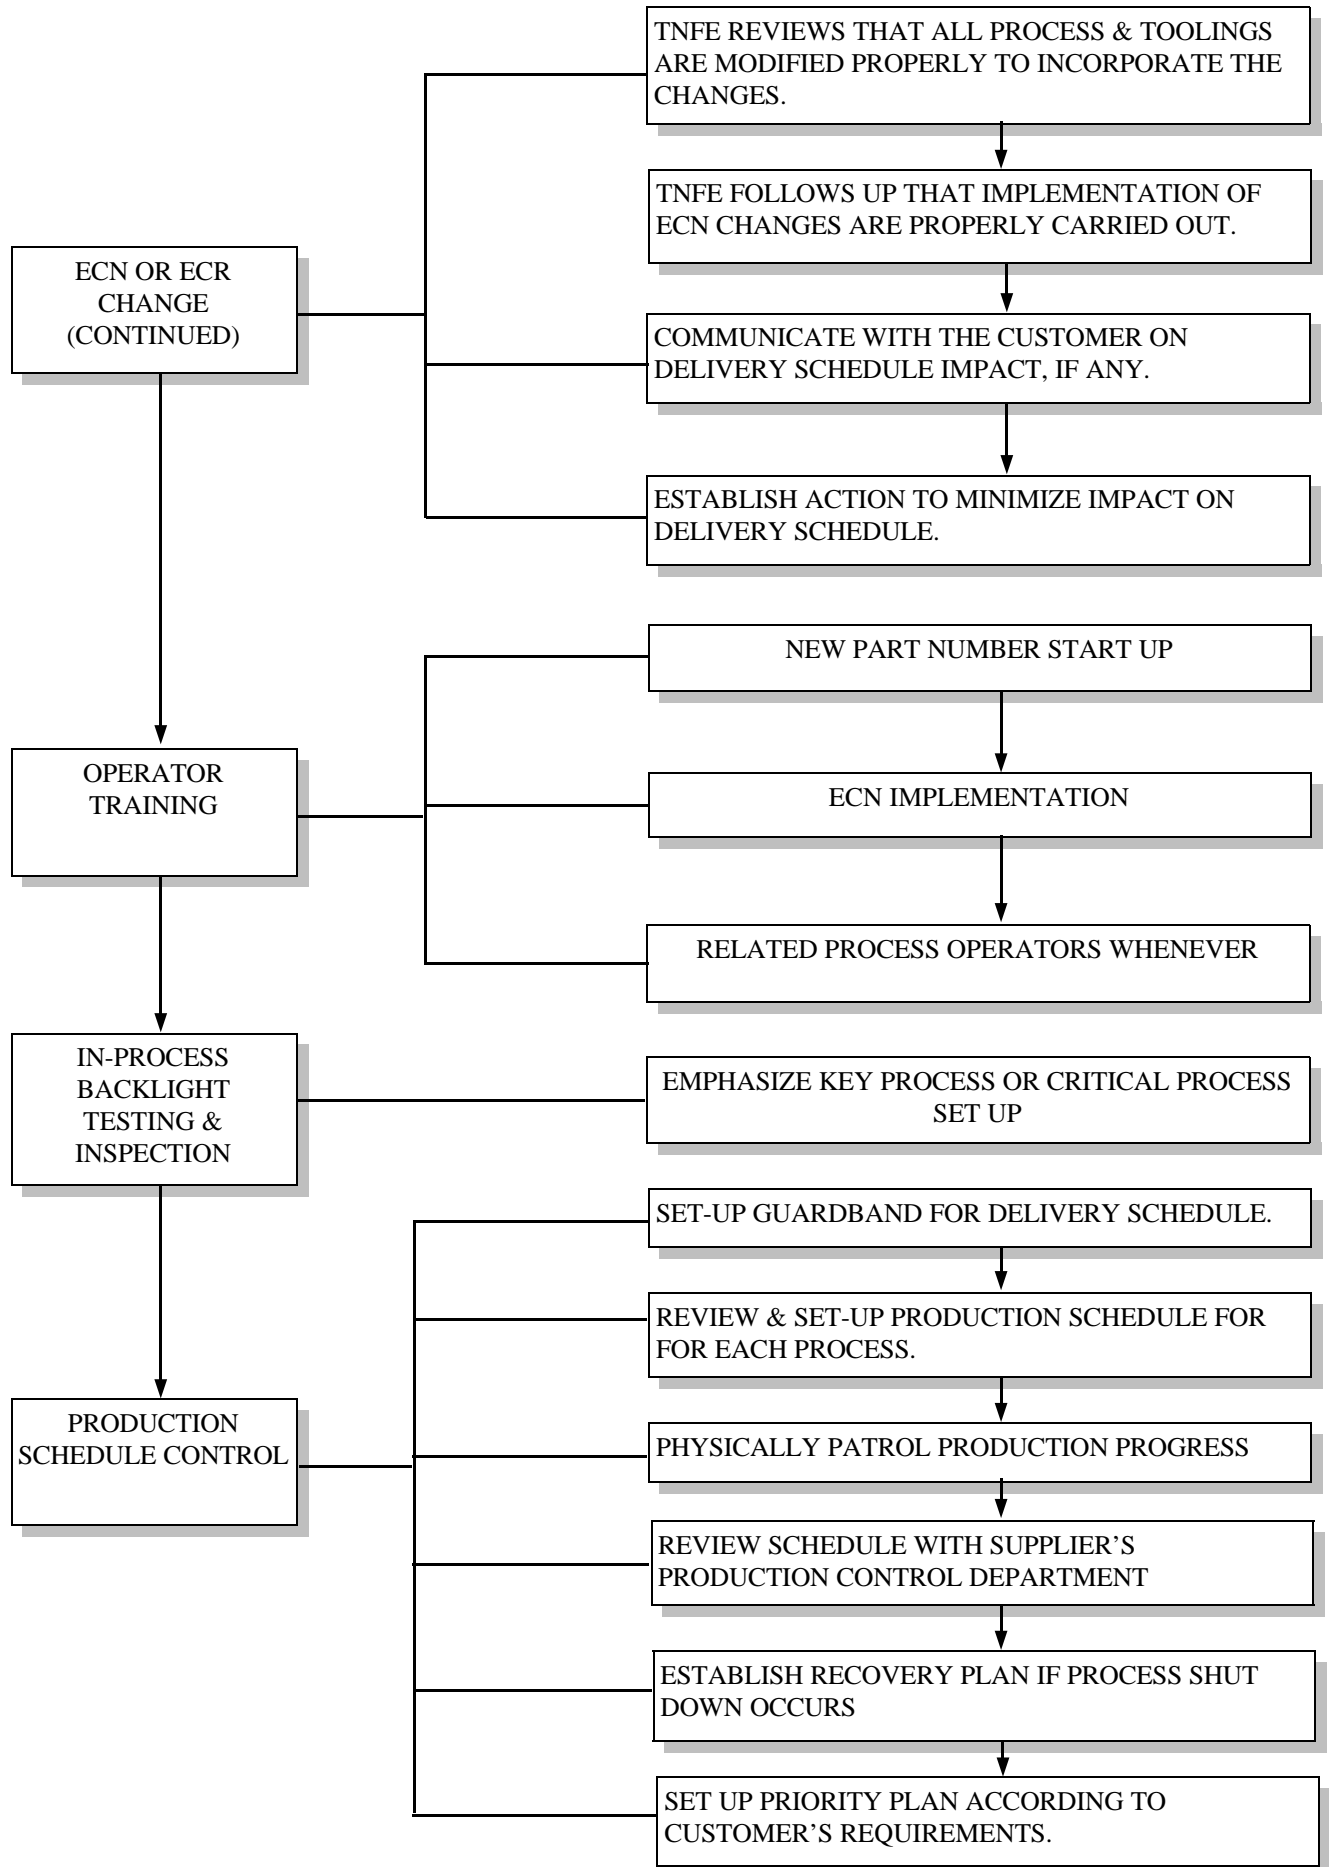 TNFE REVIEWS THAT ALL PROCESS & TOOLINGS
ARE MODIFIED PROPERLY TO INCORPORATE THE
CHANGES.
TNFE FOLLOWS UP THAT IMPLEMENTATION OF
ECN CHANGES ARE PROPERLY CARRIED OUT.
ECN OR ECR
CHANGE
(CONTINUED)
COMMUNICATE WITH THE CUSTOMER ON
DELIVERY SCHEDULE IMPACT, IF ANY.
ESTABLISH ACTION TO MINIMIZE IMPACT ON
DELIVERY SCHEDULE.
NEW PART NUMBER START UP
OPERATOR
TRAINING
ECN IMPLEMENTATION
RELATED PROCESS OPERATORS WHENEVER
IN-PROCESS
BACKLIGHT
TESTING &
INSPECTION
EMPHASIZE KEY PROCESS OR CRITICAL PROCESS
SET UP
SET-UP GUARDBAND FOR DELIVERY SCHEDULE.
REVIEW & SET-UP PRODUCTION SCHEDULE FOR
FOR EACH PROCESS.
PRODUCTION
SCHEDULE CONTROL
PHYSICALLY PATROL PRODUCTION PROGRESS
REVIEW SCHEDULE WITH SUPPLIER’S
PRODUCTION CONTROL DEPARTMENT
ESTABLISH RECOVERY PLAN IF PROCESS SHUT
DOWN OCCURS
SET UP PRIORITY PLAN ACCORDING TO
CUSTOMER’S REQUIREMENTS.